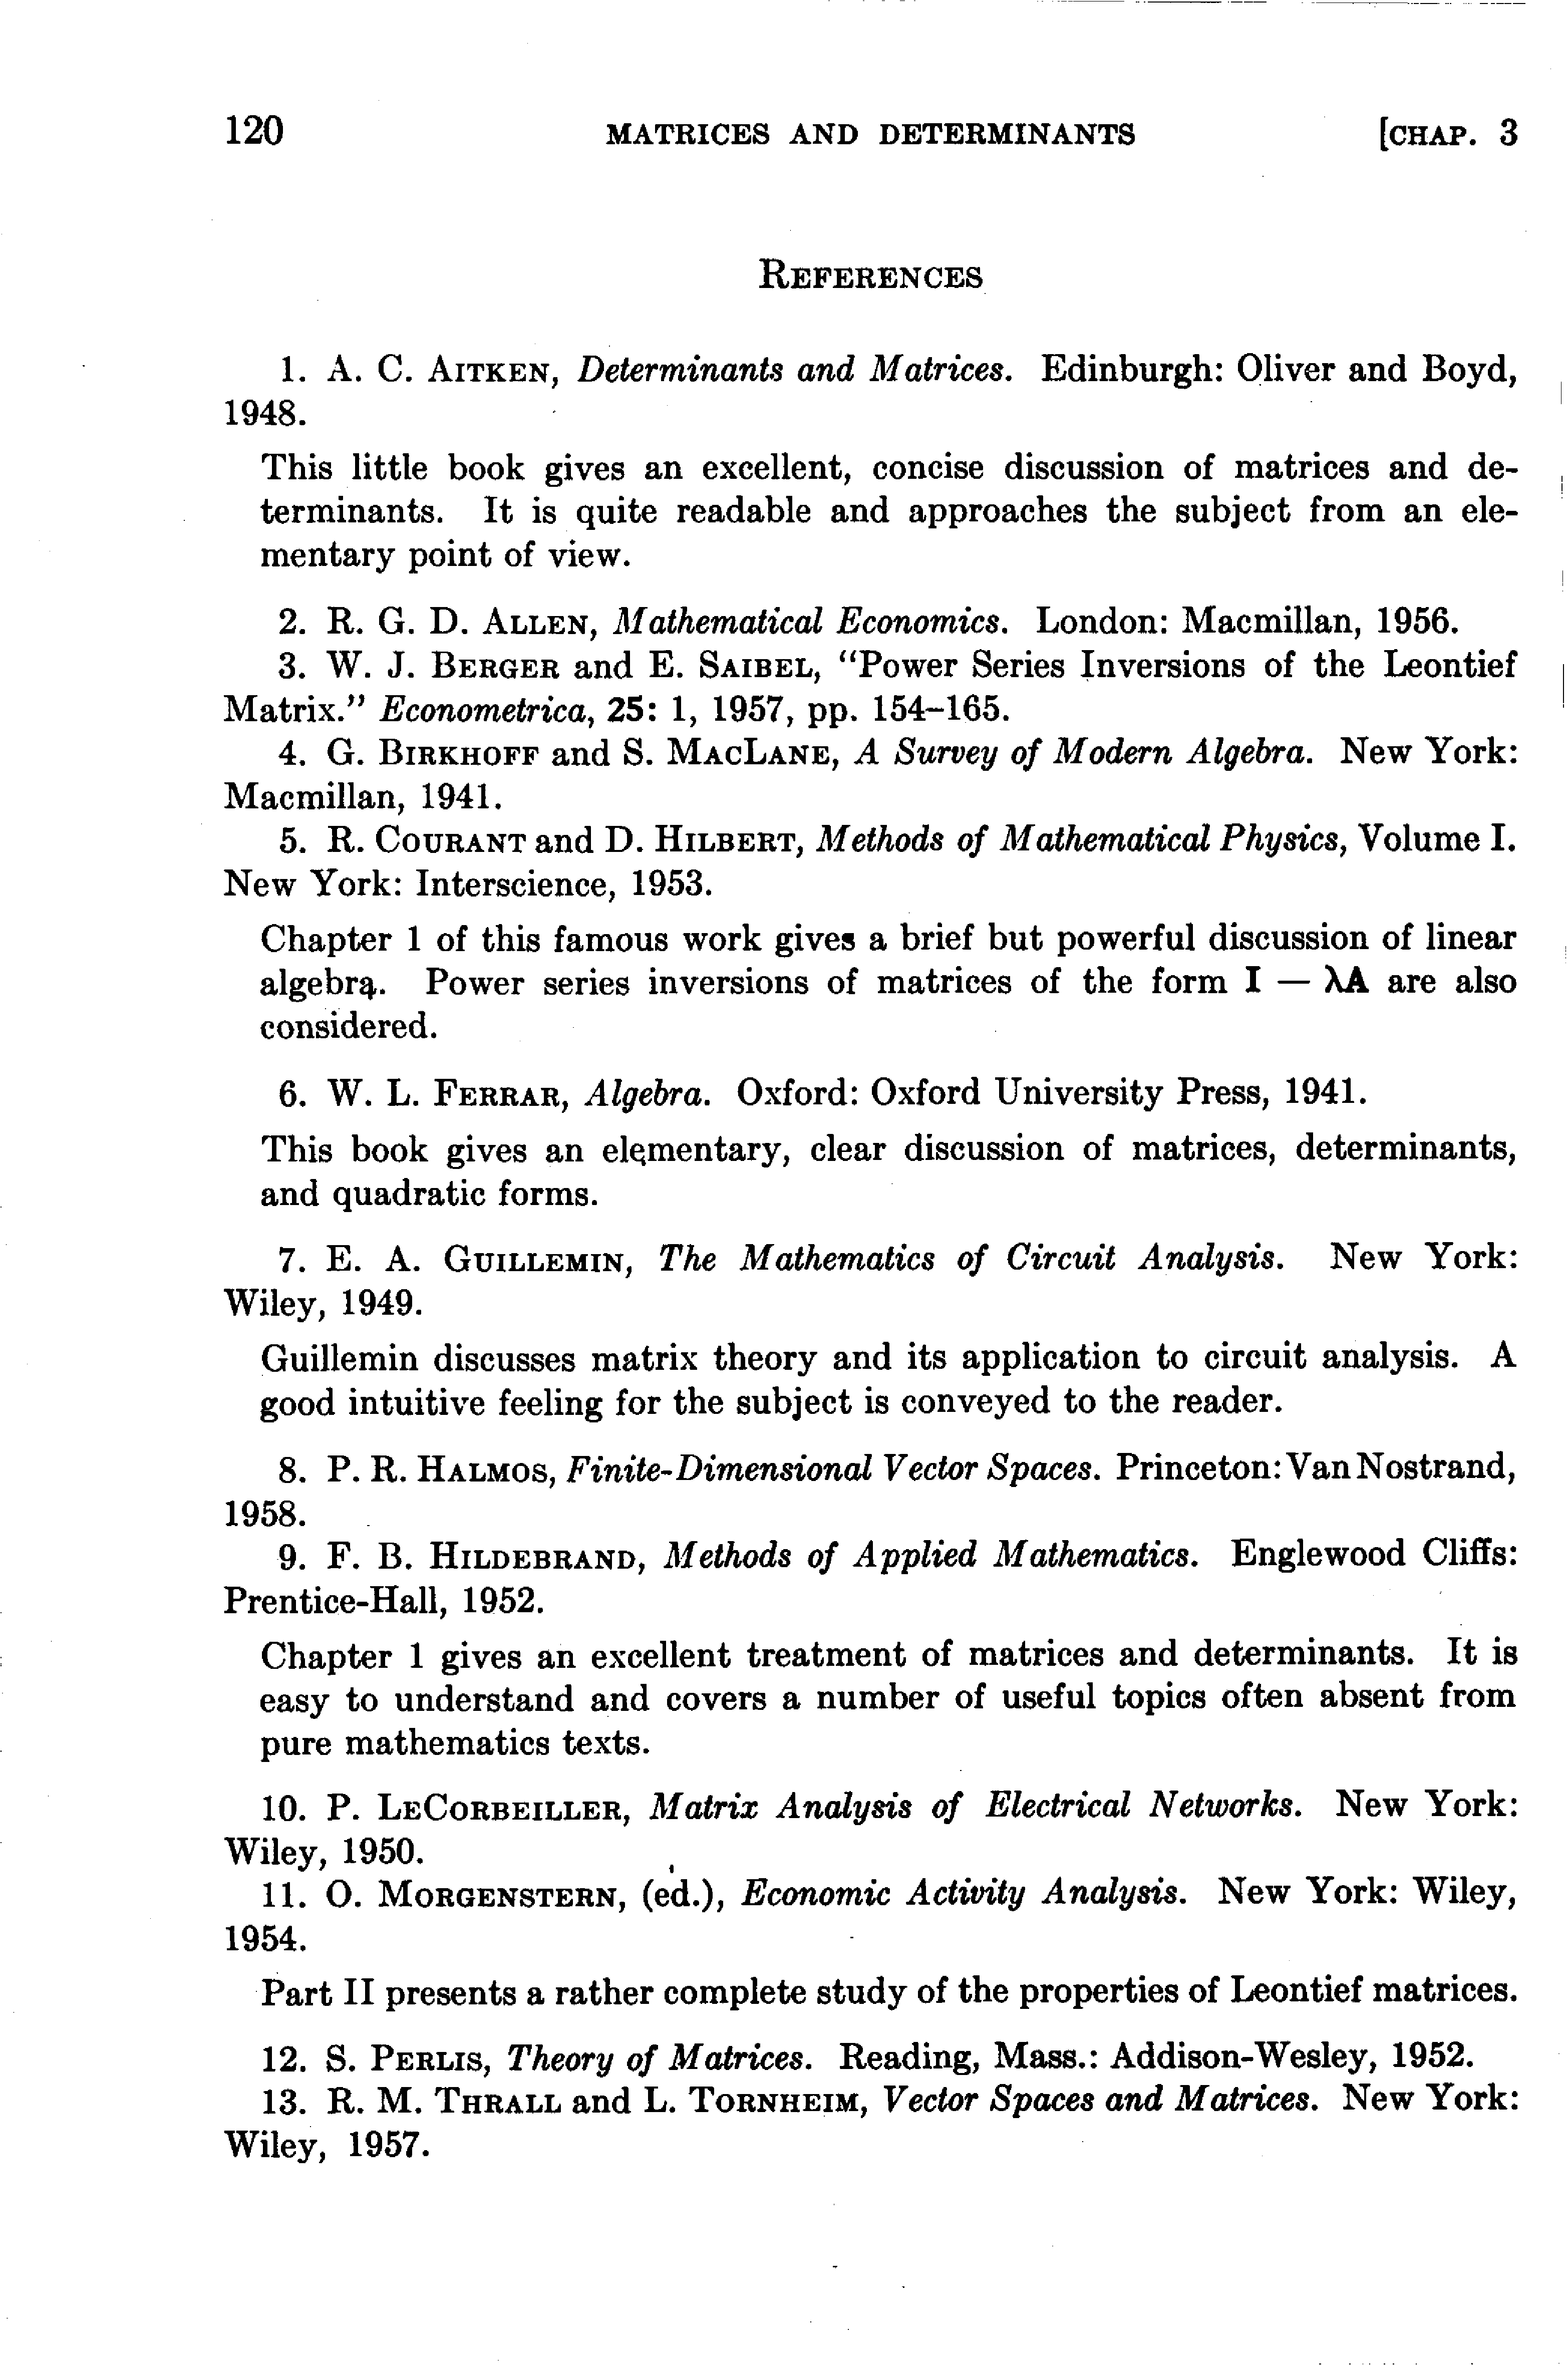 120 MATRICES AND DETERMINANTS [CHAP. 3
REFERENCES
1. A. C. AITKEN, Determinants and Matrices. Edinburgh: Oliver and Boyd,
1948.
This little book gives an excellent, concise discussion of matrices and de-
terminants. It is quite readable and approaches the subject from an ele-
mentary point of view.
2. R. G. D. ALLEN, Mathematical Economics. London: Macmillan, 1956.
3. W. J. BERGER and E. SAIBEL, "Power Series Inversions of the Leontief
Matrix." Econometrica, 25: 1, 1957, pp. 154–165.
4. G. BIRKHOFF and S. MACLANE, A Survey of Modern Algebra. New York:
Macmillan, 1941.
5. R. COURANT and D. HILBERT, Methods of Mathematical Physics, Volume I.
New York: Interscience, 1953.
Chapter 1 of this famous work gives a brief but powerful discussion of linear
algebra. Power series inversions of matrices of the form I — λA are also
considered.
6. W. L. FERRAR, Algebra. Oxford: Oxford University Press, 1941.
This book gives an elementary, clear discussion of matrices, determinants,
and quadratic forms.
7. E. A. GUILLEMIN, The Mathematics of Circuit Analysis. New York:
Wiley, 1949.
Guillemin discusses matrix theory and its application to circuit analysis. A
good intuitive feeling for the subject is conveyed to the reader.
8. P. R. HALMOS, Finite-Dimensional Vector Spaces. Princeton: Van Nostrand,
1958.
9. F. B. HILDEBRAND, Methods of Applied Mathematics. Englewood Cliffs:
Prentice-Hall, 1952.
Chapter 1 gives an excellent treatment of matrices and determinants. It is
easy to understand and covers a number of useful topics often absent from
pure mathematics texts.
10. P. LECORBEILLER, Matrix Analysis of Electrical Networks. New York:
Wiley, 1950.
11. O. MORGENSTERN, (ed.), Economic Activity Analysis. New York: Wiley,
1954.
Part II presents a rather complete study of the properties of Leontief matrices.
12. S. PERLIS, Theory of Matrices. Reading, Mass.: Addison-Wesley, 1952.
13. R. M. THRALL and L. TORNHEIM, Vector Spaces and Matrices. New York:
Wiley, 1957.